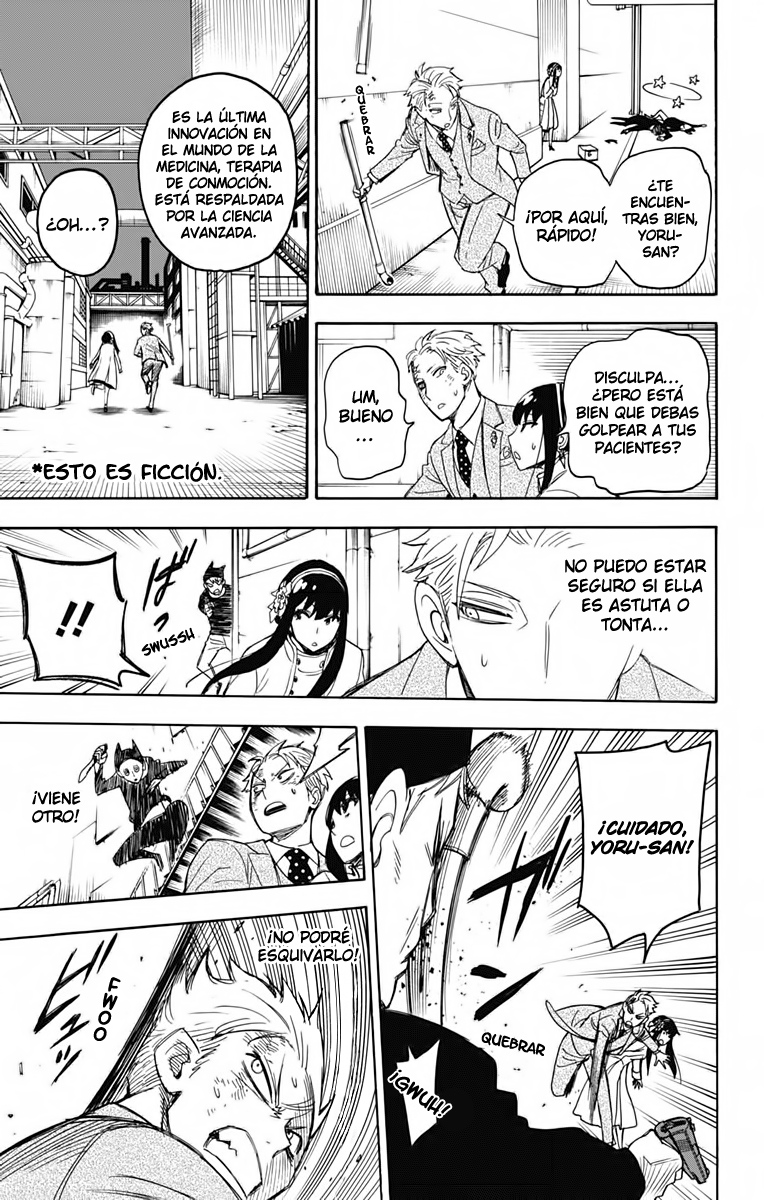 ¿TE
ENCUEN-
TRAS BIEN,
YORU-
SAN?
¡POR AQUÍ,
RÁPIDO!
QUEBRAR
DISCULPA...
¿PERO ESTÁ
BIEN QUE DEBAS
GOLPEAR A TUS
PACIENTES?
UM,
BUENO
...
ES LA ÚLTIMA
INNOVACIÓN EN
EL MUNDO DE LA
MEDICINA, TERAPIA
DE CONMOCIÓN.
ESTÁ RESPALDADA
POR LA CIENCIA
AVANZADA.
¿OH...?
*ESTO ES FICCIÓN.
NO PUEDO ESTAR
SEGURO SI ELLA
ES ASTUTA O
TONTA...
ばっ
SWUSSH
!!
¡CUIDADO,
YORU-SAN!
QUEBRAR
¡GWUH!!
¡VIENE
OTRO!
¡NO PODRÉ
ESQUIVARLO!
FWOO